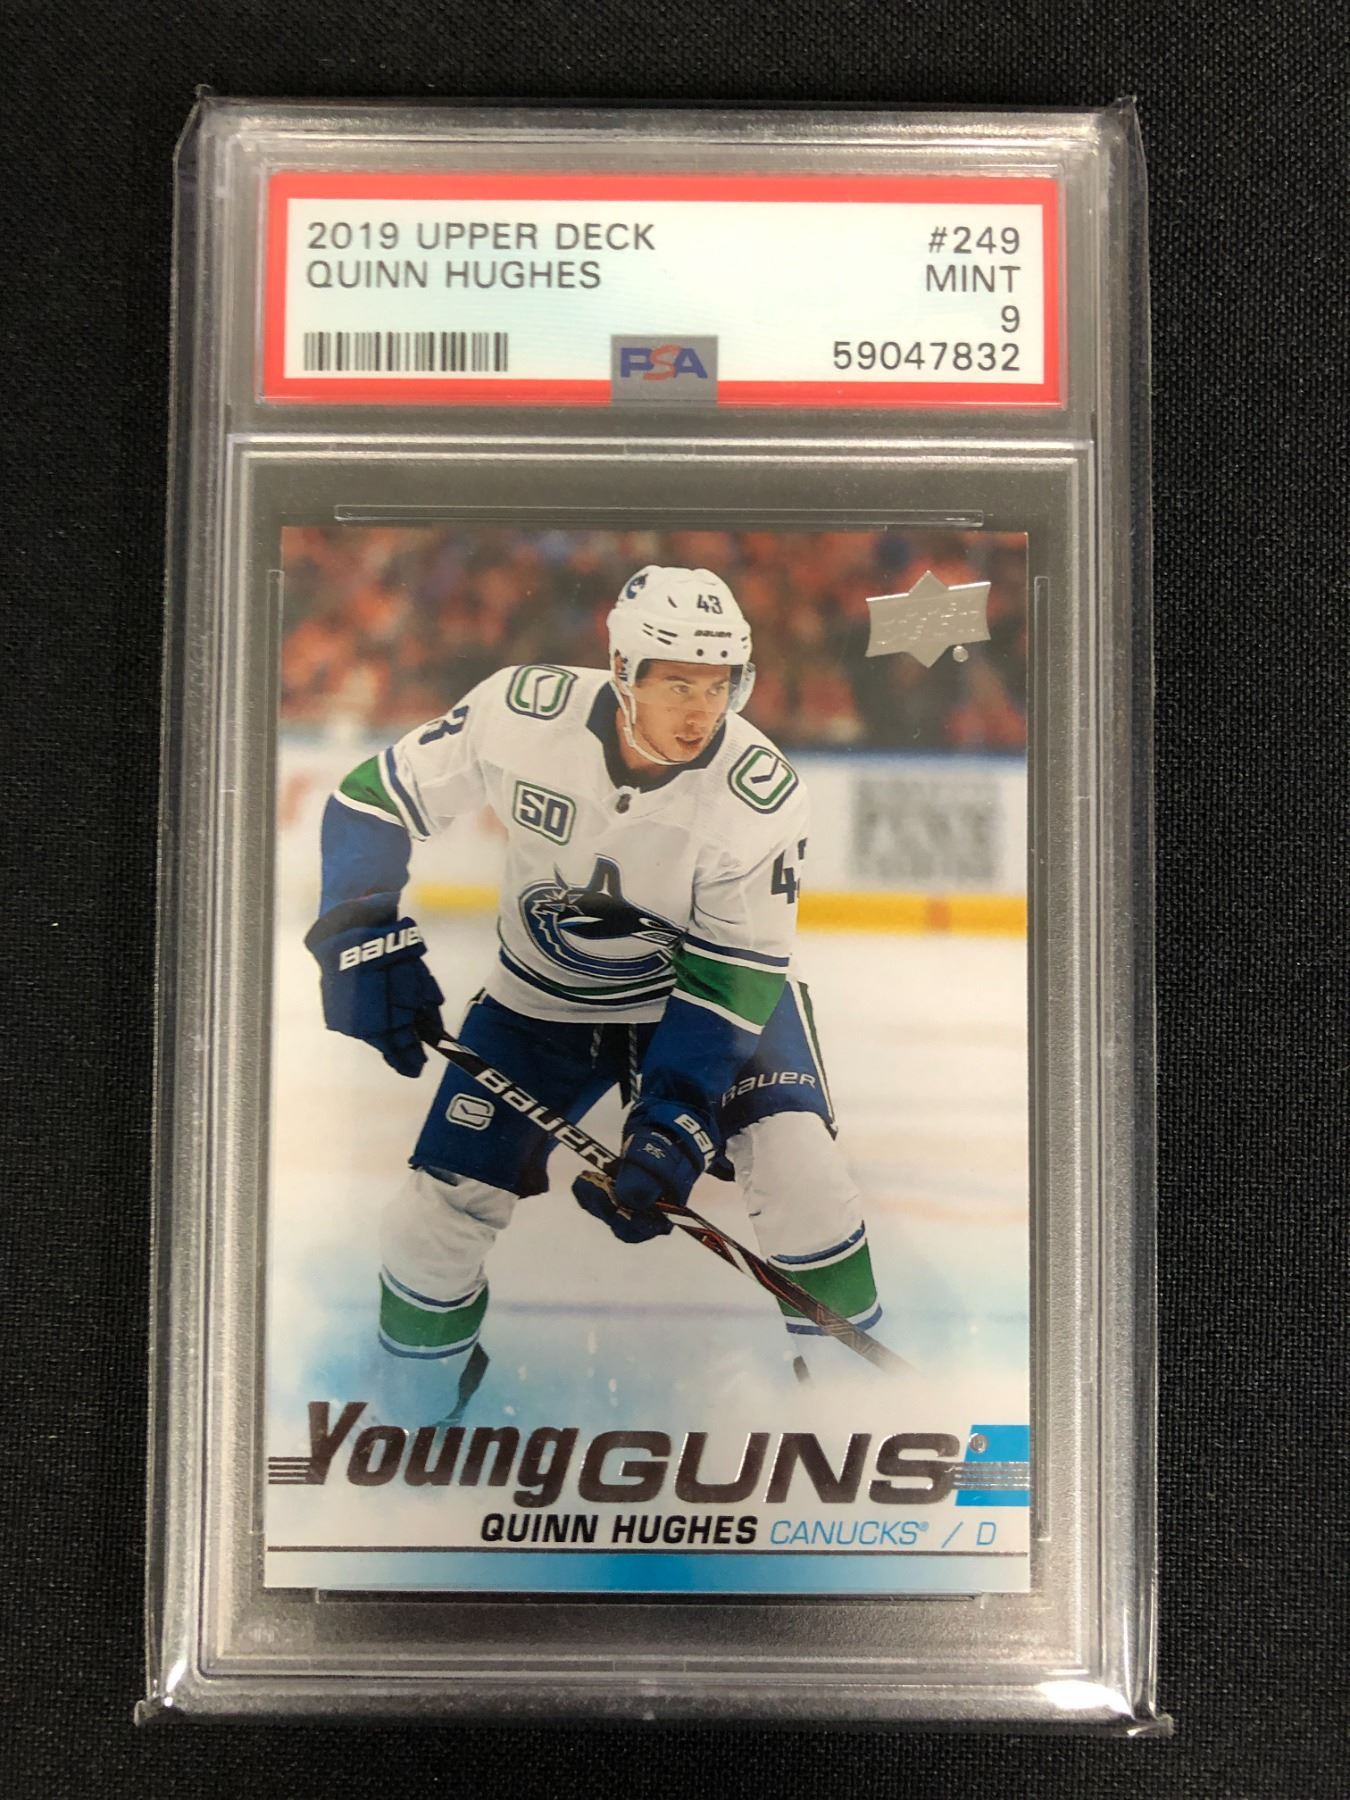 2019 UPPER DECK #249
QUINN HUGHES MINT
9
PSA 59047832
43
BAUER
50
BAUER
BAUER
BAUER
Young GUNS
QUINN HUGHES CANUCKS® / D